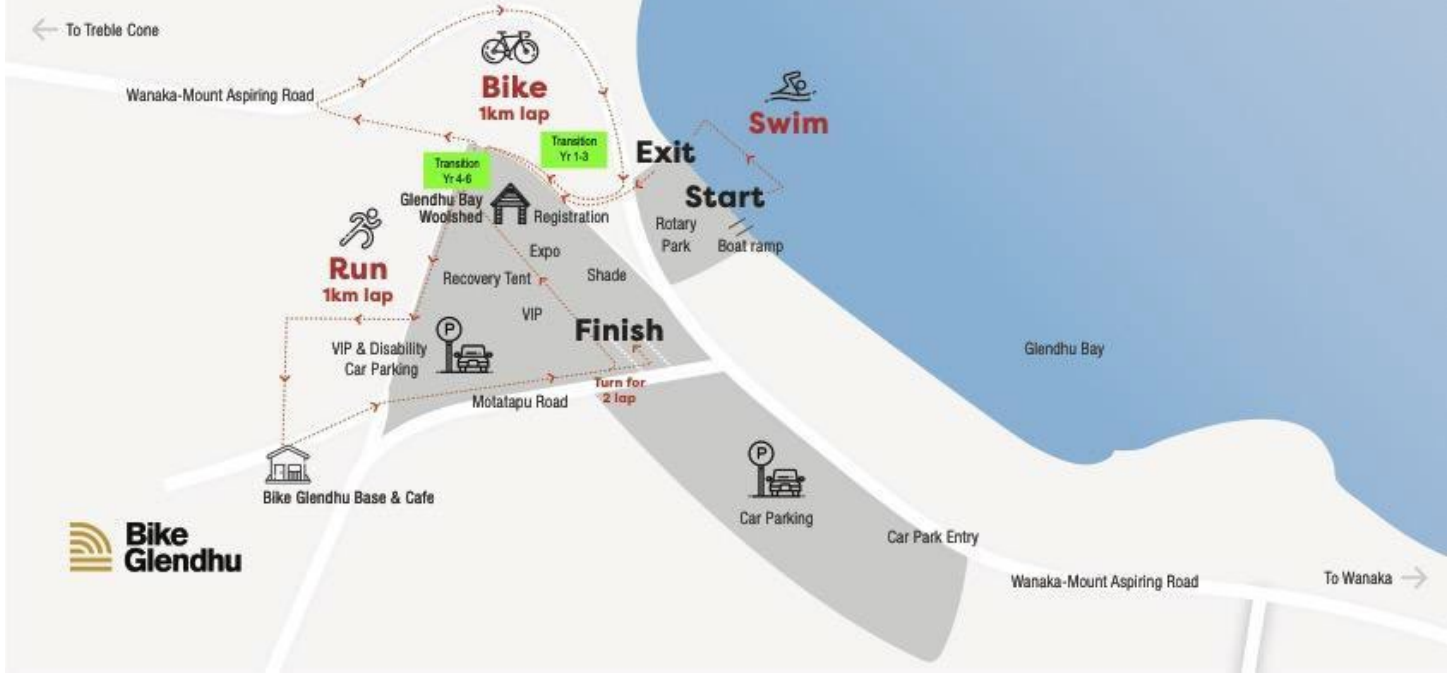 To Treble Cone
Wanaka-Mount Aspiring Road
Bike
1km lap
Swim
Transition
Yr 1-3
Transition
Yr 4-6
Exit
Start
Glendhu Bay
Woolshed
Registration
Rotary
Park
Boat ramp
Expo
Run
1km lap
Recovery Tent
Shade
VIP
Finish
VIP & Disability
Car Parking
P
Glendhu Bay
Turn for
2 lap
Motatapu Road
P
Car Parking
Bike Glendhu Base & Cafe
Car Park Entry
Bike
Glendhu
Wanaka-Mount Aspiring Road
To Wanaka